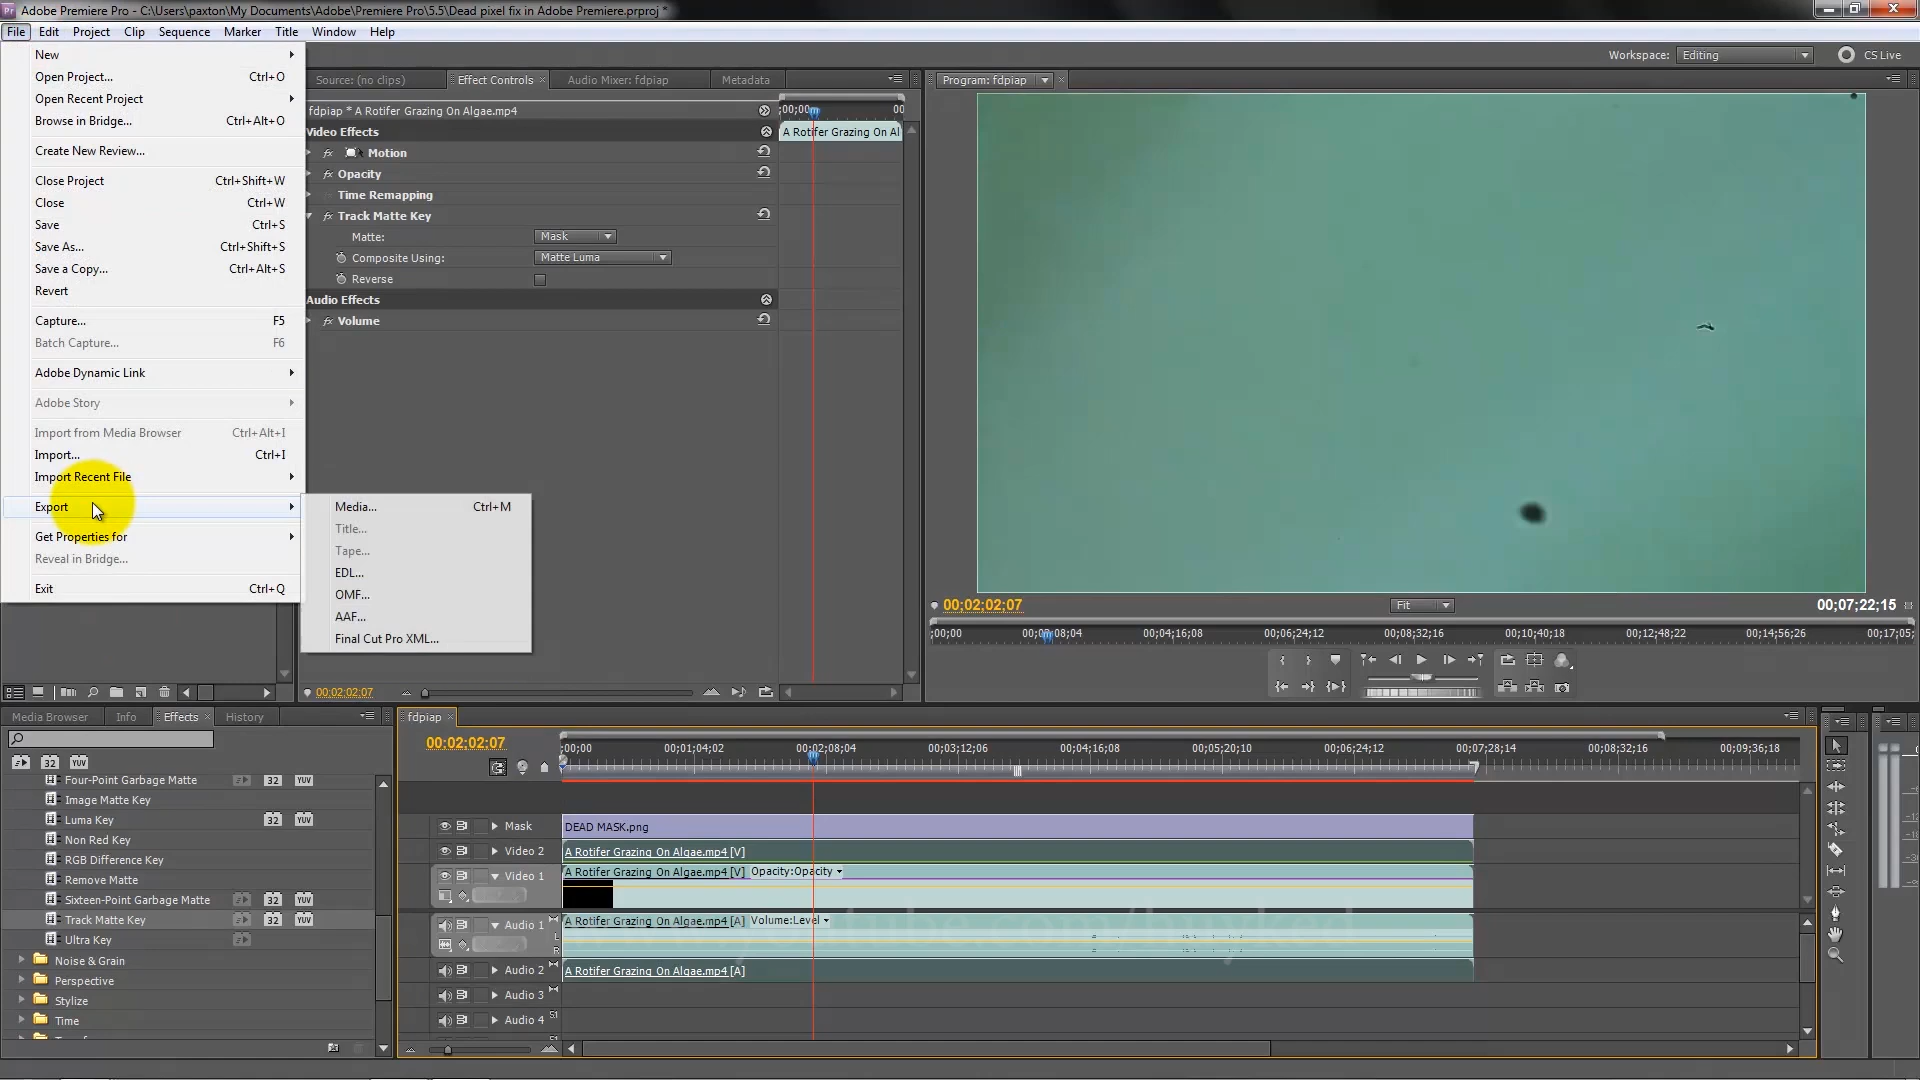 Adobe Premiere Pro - C:\Users\paxton\My Documents\Adobe\Premiere Pro\5.5\Dead pixel fix in Adobe Premiere.prproj *
File Edit Project Clip Sequence Marker Title Window Help
Workspace: Editing CS Live
New
Open Project... Ctrl+O
Open Recent Project
Browse in Bridge... Ctrl+Alt+O
Create New Review...
Close Project Ctrl+Shift+W
Close Ctrl+W
Save Ctrl+S
Save As... Ctrl+Shift+S
Save a Copy... Ctrl+Alt+S
Revert
Capture... F5
Batch Capture... F6
Adobe Dynamic Link
Adobe Story
Import from Media Browser Ctrl+Alt+I
Import... Ctrl+I
Import Recent File
Export
Get Properties for
Reveal in Bridge...
Exit Ctrl+Q
Media... Ctrl+M
Title...
Tape...
EDL...
OMF...
AAF...
Final Cut Pro XML...
Source: (no clips) Effect Controls Audio Mixer: fdpiap Metadata
fdpiap * A Rotifer Grazing On Algae.mp4
;00;00 00
Video Effects
A Rotifer Grazing On Al
fx Motion
fx Opacity
Time Remapping
fx Track Matte Key
Matte: Mask
Composite Using: Matte Luma
Reverse
Audio Effects
fx Volume
00;02;02;07
Program: fdpiap
00;02;02;07 Fit 00;07;22;15
;00;00 00;02;08;04 00;04;16;08 00;06;24;12 00;08;32;16 00;10;40;18 00;12;48;22 00;14;56;26 00;17;05;
Media Browser Info Effects History
32 YUV
Four-Point Garbage Matte 32 YUV
Image Matte Key
Luma Key 32 YUV
Non Red Key
RGB Difference Key
Remove Matte
Sixteen-Point Garbage Matte 32 YUV
Track Matte Key 32 YUV
Ultra Key
Noise & Grain
Perspective
Stylize
Time
fdpiap
00;02;02;07
;00;00 00;01;04;02 00;02;08;04 00;03;12;06 00;04;16;08 00;05;20;10 00;06;24;12 00;07;28;14 00;08;32;16 00;09;36;18
Mask DEAD MASK.png
Video 2 A Rotifer Grazing On Algae.mp4 [V]
Video 1 A Rotifer Grazing On Algae.mp4 [V] Opacity:Opacity
Audio 1 A Rotifer Grazing On Algae.mp4 [A] Volume:Level
L
R
Audio 2 A Rotifer Grazing On Algae.mp4 [A]
Audio 3
Audio 4